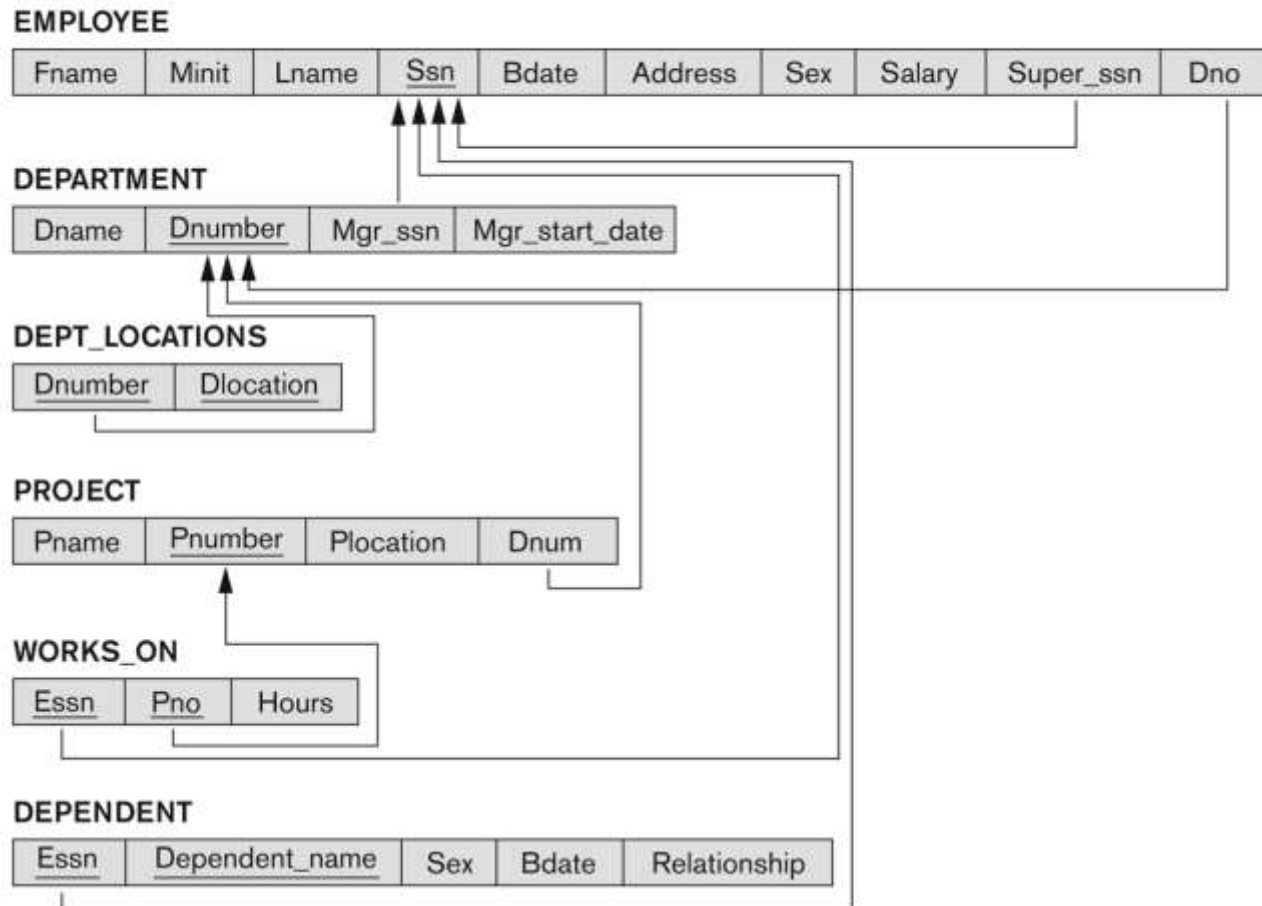 EMPLOYEE
Fname Minit Lname Ssn Bdate Address Sex Salary Super_ssn Dno
DEPARTMENT
Dname Dnumber Mgr_ssn Mgr_start_date
DEPT_LOCATIONS
Dnumber Dlocation
PROJECT
Pname Pnumber Plocation Dnum
WORKS_ON
Essn Pno Hours
DEPENDENT
Essn Dependent_name Sex Bdate Relationship